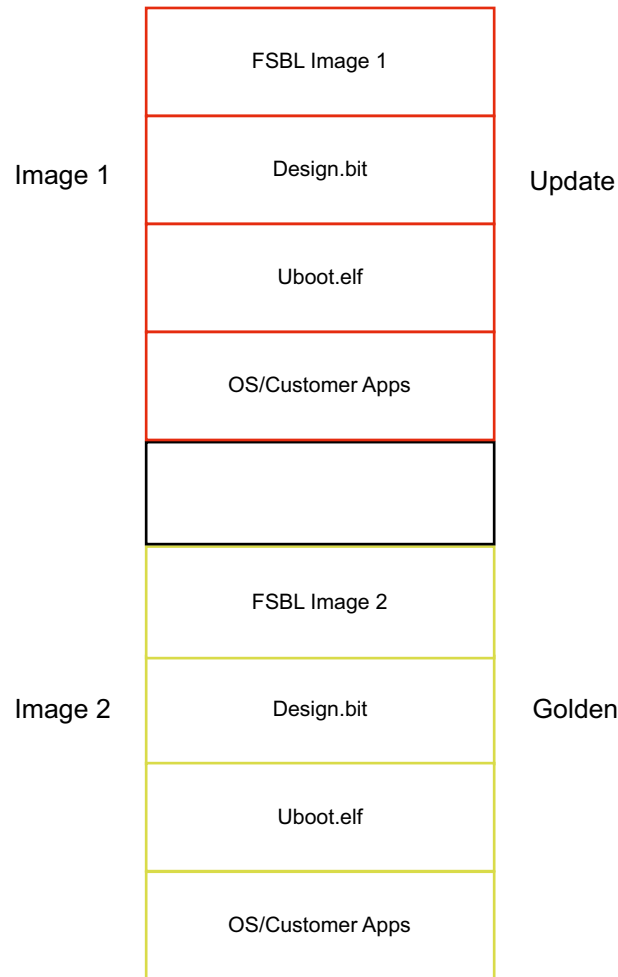 FSBL Image 1
Image 1
Design.bit
Update
Uboot.elf
OS/Customer Apps
FSBL Image 2
Image 2
Design.bit
Golden
Uboot.elf
OS/Customer Apps